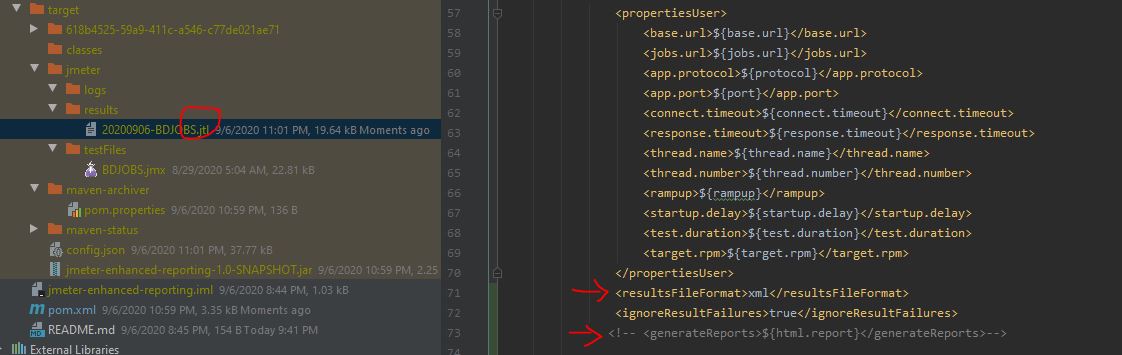 target
618b4525-59a9-411c-a546-c77de021ae71
classes
jmeter
logs
results
20200906-BDJOBS.jtl 9/6/2020 11:01 PM, 19.64 kB Moments ago
testFiles
BDJOBS.jmx 8/29/2020 5:04 AM, 22.81 kB
maven-archiver
pom.properties 9/6/2020 10:59 PM, 136 B
maven-status
config.json 9/6/2020 11:01 PM, 37.77 kB
jmeter-enhanced-reporting-1.0-SNAPSHOT.jar 9/6/2020 10:59 PM, 2.25
jmeter-enhanced-reporting.iml 9/6/2020 8:44 PM, 1.03 kB
pom.xml 9/6/2020 10:59 PM, 3.35 kB Moments ago
README.md 9/6/2020 8:45 PM, 154 B Today 9:41 PM
External Libraries
57 <propertiesUser>
58 <base.url>${base.url}</base.url>
59 <jobs.url>${jobs.url}</jobs.url>
60 <app.protocol>${protocol}</app.protocol>
61 <app.port>${port}</app.port>
62 <connect.timeout>${connect.timeout}</connect.timeout>
63 <response.timeout>${response.timeout}</response.timeout>
64 <thread.name>${thread.name}</thread.name>
65 <thread.number>${thread.number}</thread.number>
66 <rampup>${rampup}</rampup>
67 <startup.delay>${startup.delay}</startup.delay>
68 <test.duration>${test.duration}</test.duration>
69 <target.rpm>${target.rpm}</target.rpm>
70 </propertiesUser>
71 <resultsFileFormat>xml</resultsFileFormat>
72 <ignoreResultFailures>true</ignoreResultFailures>
73 <!-- <generateReports>${html.report}</generateReports>-->
74